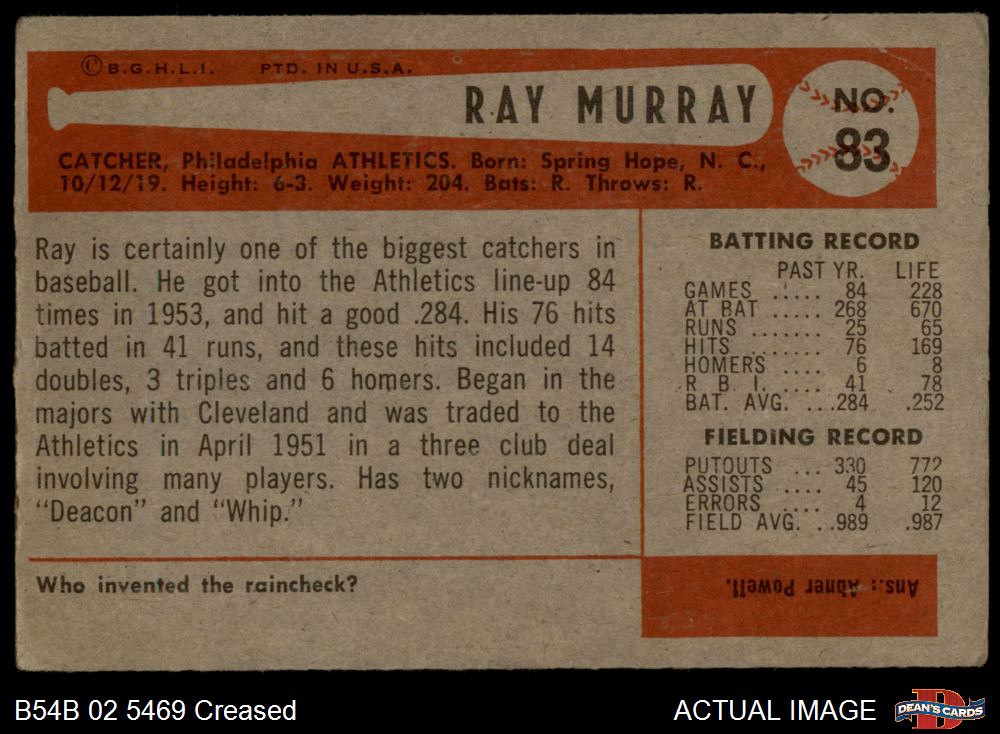 © B.G.H.L.I. PTD. IN U.S.A.
RAY MURRAY
NO.
83
CATCHER, Philadelphia ATHLETICS. Born: Spring Hope, N. C.,
10/12/19. Height: 6-3. Weight: 204. Bats: R. Throws: R.
Ray is certainly one of the biggest catchers in
baseball. He got into the Athletics line-up 84
times in 1953, and hit a good .284. His 76 hits
batted in 41 runs, and these hits included 14
doubles, 3 triples and 6 homers. Began in the
majors with Cleveland and was traded to the
Athletics in April 1951 in a three club deal
involving many players. Has two nicknames,
"Deacon" and "Whip."
BATTING RECORD
PAST YR. LIFE
GAMES ..... 84 228
AT BAT ..... 268 670
RUNS ....... 25 65
HITS ....... 76 169
HOMERS .... 6 8
R. B. I. .... 41 78
BAT. AVG. ...284 .252
FIELDING RECORD
PUTOUTS ... 330 772
ASSISTS .... 45 120
ERRORS .... 4 12
FIELD AVG. ..989 .987
Who invented the raincheck?
Ans.: Abner Powell.
B54B 02 5469 Creased
ACTUAL IMAGE
DEAN'S CARDS